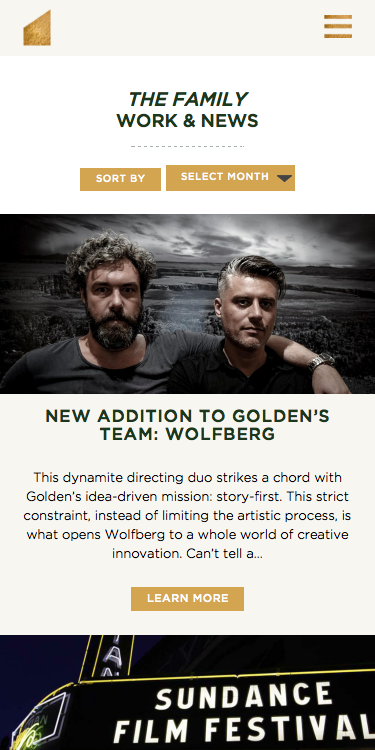 THE FAMILY
WORK & NEWS
SORT BY
SELECT MONTH
NEW ADDITION TO GOLDEN'S
TEAM: WOLFBERG
This dynamite directing duo strikes a chord with
Golden's idea-driven mission: story-first. This strict
constraint, instead of limiting the artistic process, is
what opens Wolfberg to a whole world of creative
innovation. Can't tell a...
LEARN MORE
SUNDANCE
FILM FESTIVAL